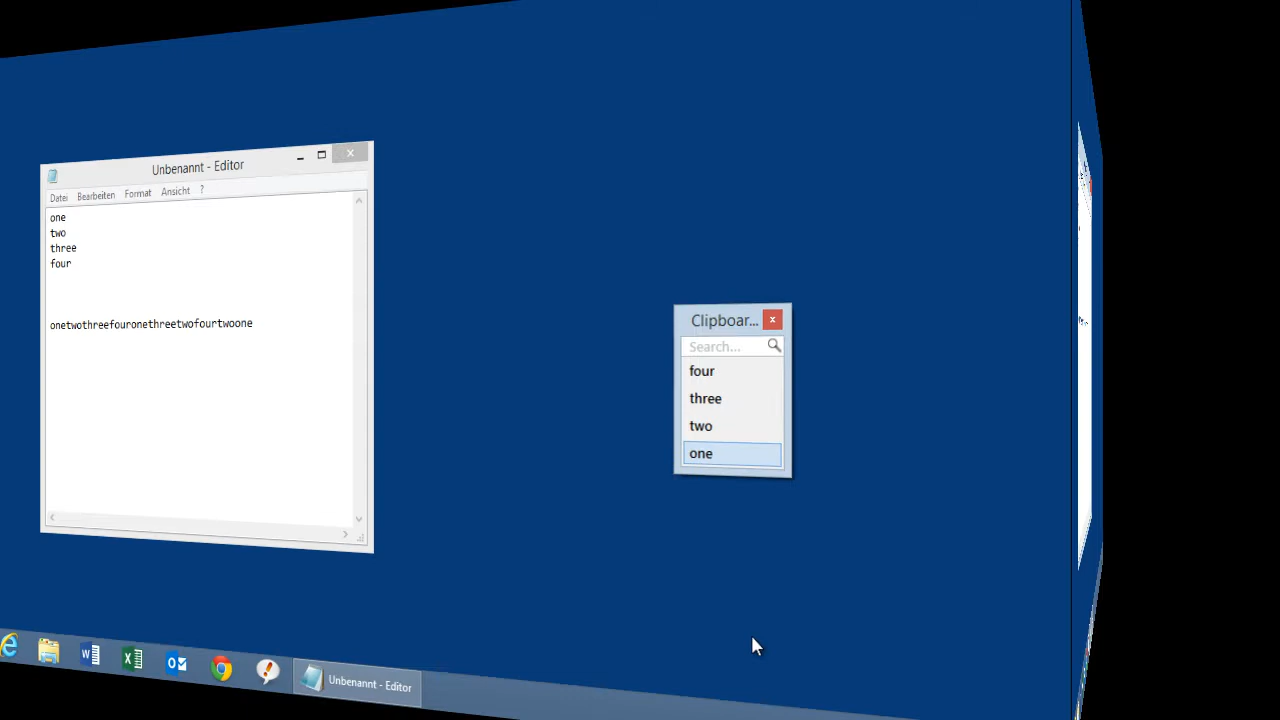 Unbenannt - Editor
Datei Bearbeiten Format Ansicht ?
one
two
three
four
onetwothreefouronethreetwofourtwoone
Clipboar...
Search...
four
three
two
one
Unbenannt - Editor